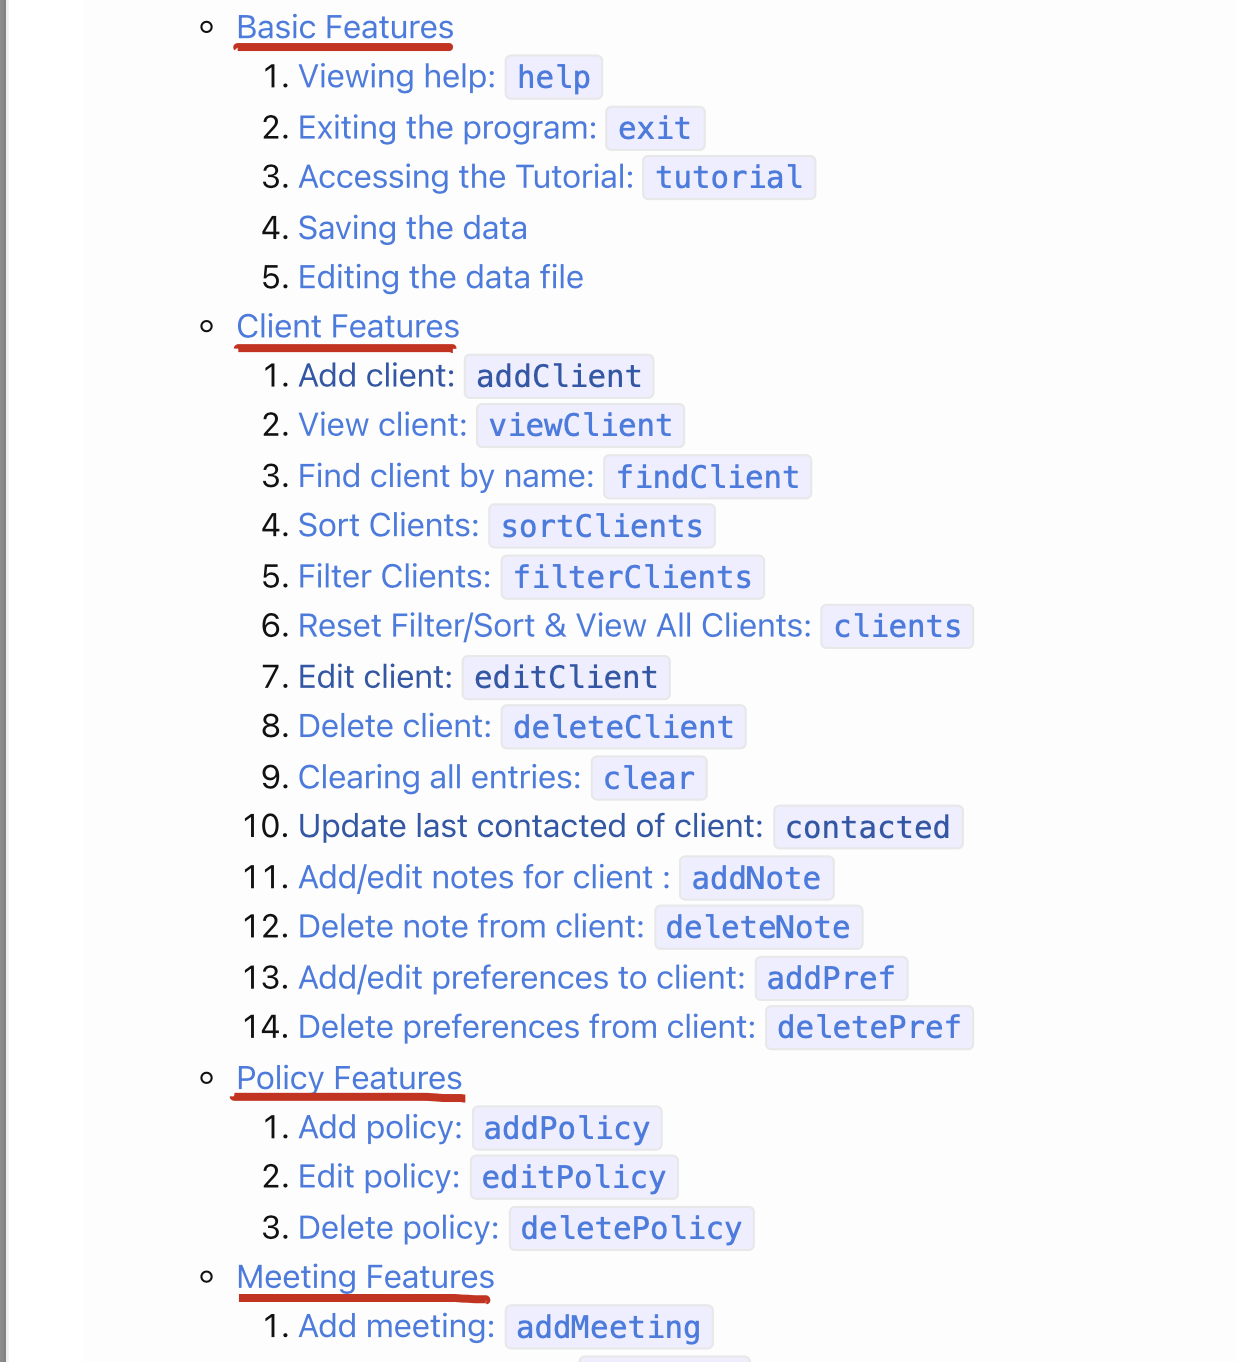 Basic Features
1. Viewing help: help
2. Exiting the program: exit
3. Accessing the Tutorial: tutorial
4. Saving the data
5. Editing the data file
Client Features
1. Add client: addClient
2. View client: viewClient
3. Find client by name: findClient
4. Sort Clients: sortClients
5. Filter Clients: filterClients
6. Reset Filter/Sort & View All Clients: clients
7. Edit client: editClient
8. Delete client: deleteClient
9. Clearing all entries: clear
10. Update last contacted of client: contacted
11. Add/edit notes for client : addNote
12. Delete note from client: deleteNote
13. Add/edit preferences to client: addPref
14. Delete preferences from client: deletePref
Policy Features
1. Add policy: addPolicy
2. Edit policy: editPolicy
3. Delete policy: deletePolicy
Meeting Features
1. Add meeting: addMeeting